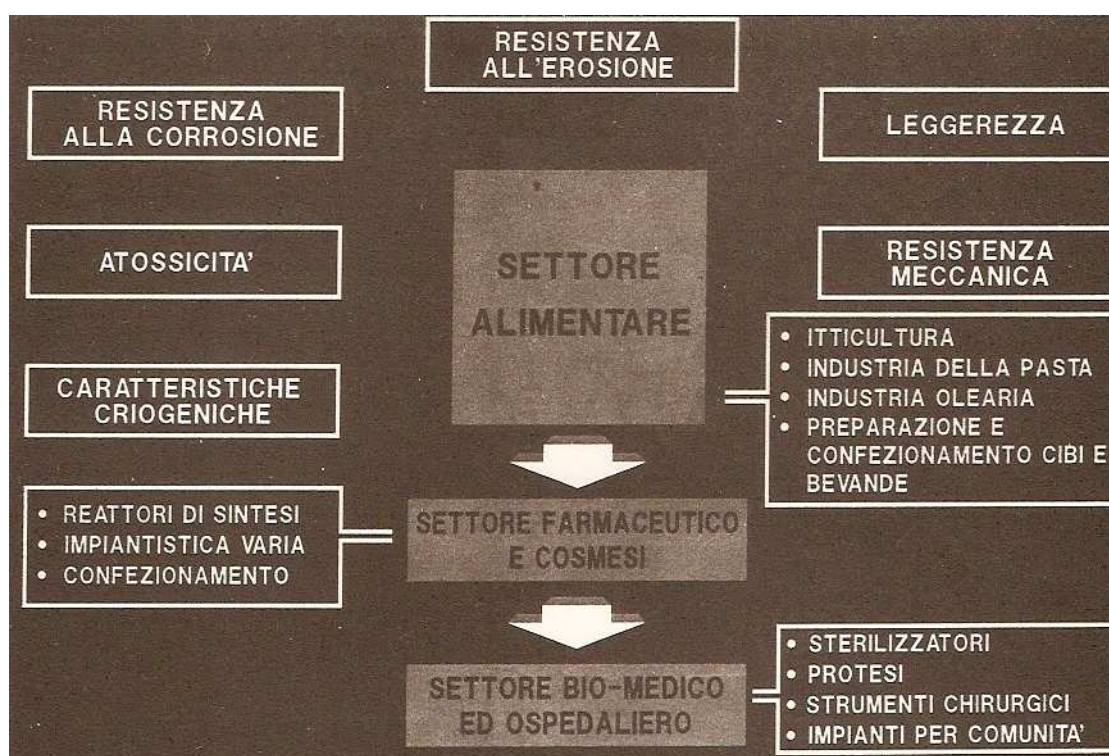 RESISTENZA
ALL'EROSIONE
RESISTENZA
ALLA CORROSIONE
LEGGEREZZA
ATOSSICITA'
SETTORE
ALIMENTARE
RESISTENZA
MECCANICA
CARATTERISTICHE
CRIOGENICHE
• ITTICULTURA
• INDUSTRIA DELLA PASTA
• INDUSTRIA OLEARIA
• PREPARAZIONE E
CONFEZIONAMENTO CIBI E
BEVANDE
• REATTORI DI SINTESI
• IMPIANTISTICA VARIA
• CONFEZIONAMENTO
SETTORE FARMACEUTICO
E COSMESI
SETTORE BIO-MEDICO
ED OSPEDALIERO
• STERILIZZATORI
• PROTESI
• STRUMENTI CHIRURGICI
• IMPIANTI PER COMUNITA'